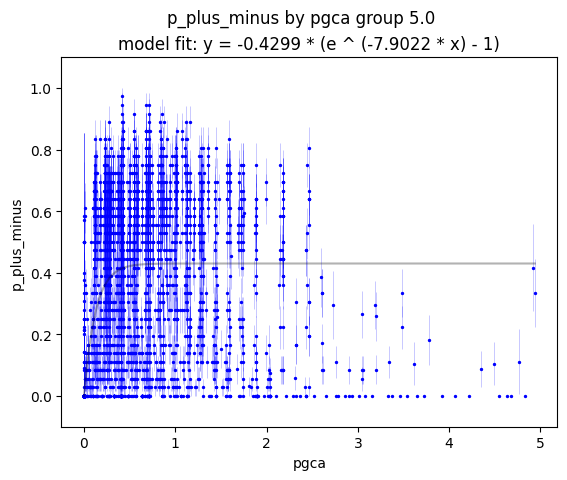 p_plus_minus by pgca group 5.0
model fit: y = -0.4299 * (e ^ (-7.9022 * x) - 1)
1.0
0.8
0.6
0.4
0.2
0.0
p_plus_minus
0 1 2 3 4 5
pgca